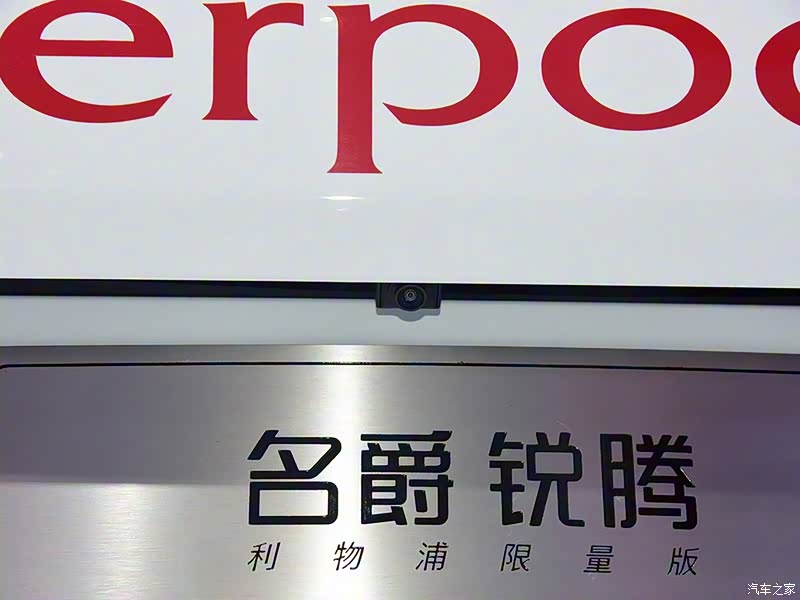 erpoo
名爵 锐腾
利物浦限量版
汽车之家